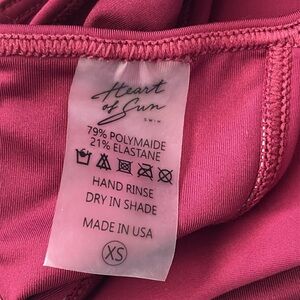 Heart
of Sun
SWIM
79% POLYMAIDE
21% ELASTANE
HAND RINSE
DRY IN SHADE
MADE IN USA
XS